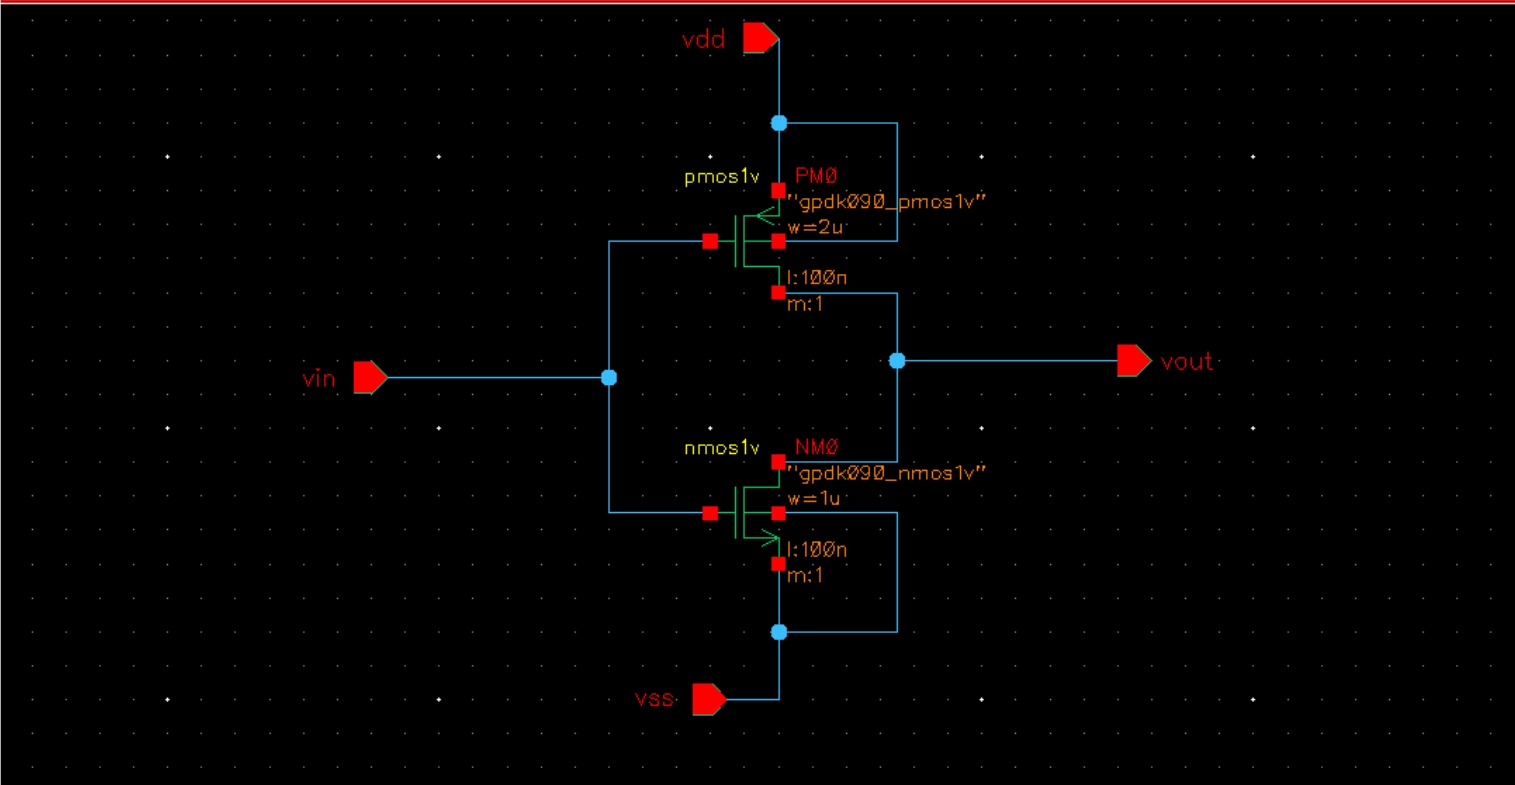 vdd
pmos1v PM0
"gpdk090_pmos1v"
w=2u
l:100n
m:1
vin
vout
nmos1v NM0
"gpdk090_nmos1v"
w=1u
l:100n
m:1
vss